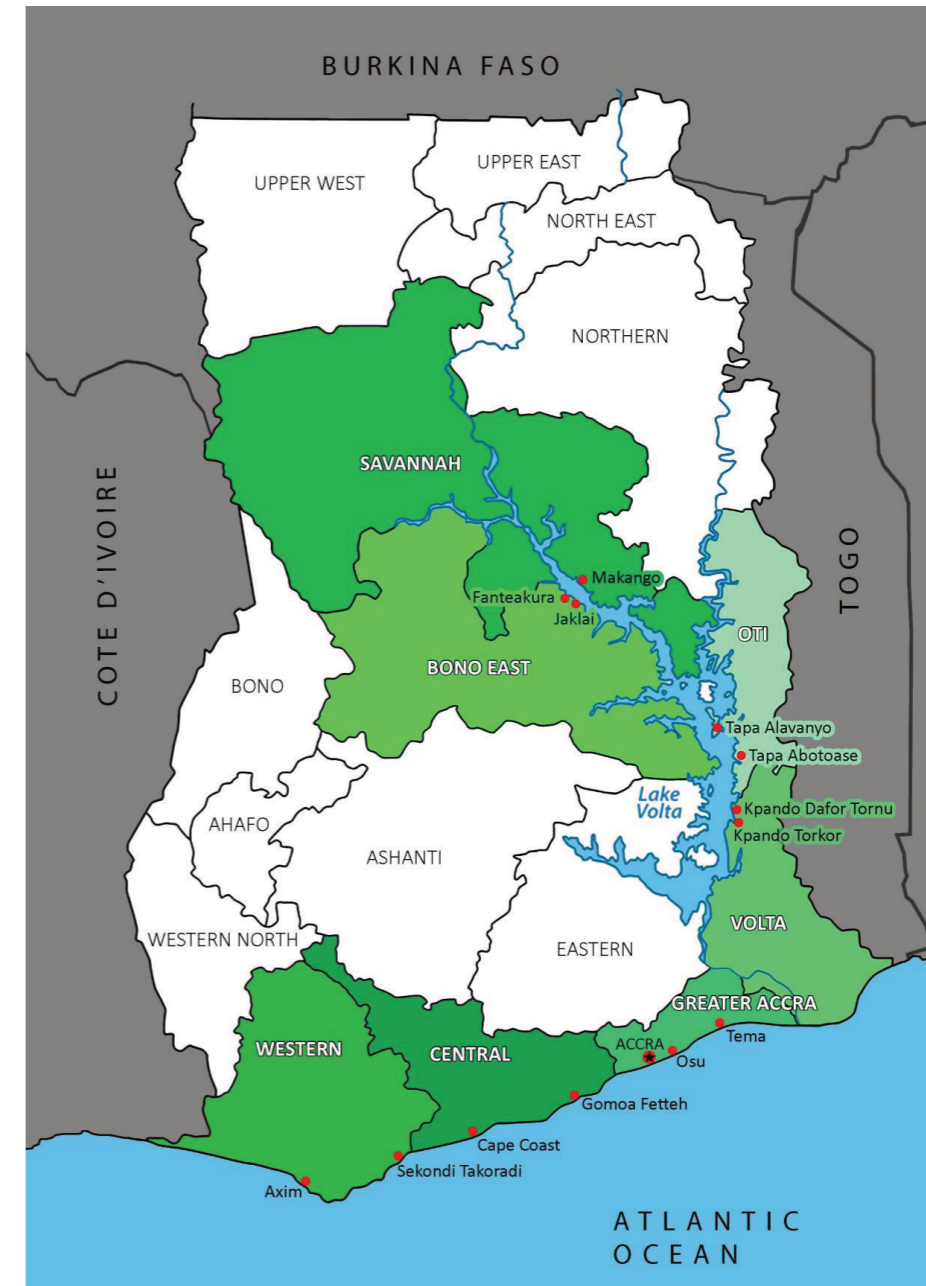 BURKINA FASO
UPPER WEST
UPPER EAST
NORTH EAST
NORTHERN
SAVANNAH
COTE D'IVOIRE
TOGO
Makango
Fanteakura
Jaklai
OTI
BONO EAST
BONO
Tapa Alavanyo
Tapa Abotoase
Lake
Volta
Kpando Dafor Tornu
Kpando Torkor
AHAFO
ASHANTI
VOLTA
WESTERN NORTH
EASTERN
GREATER ACCRA
Tema
WESTERN
CENTRAL
ACCRA
Osu
Gomoa Fetteh
Cape Coast
Sekondi Takoradi
Axim
ATLANTIC
OCEAN